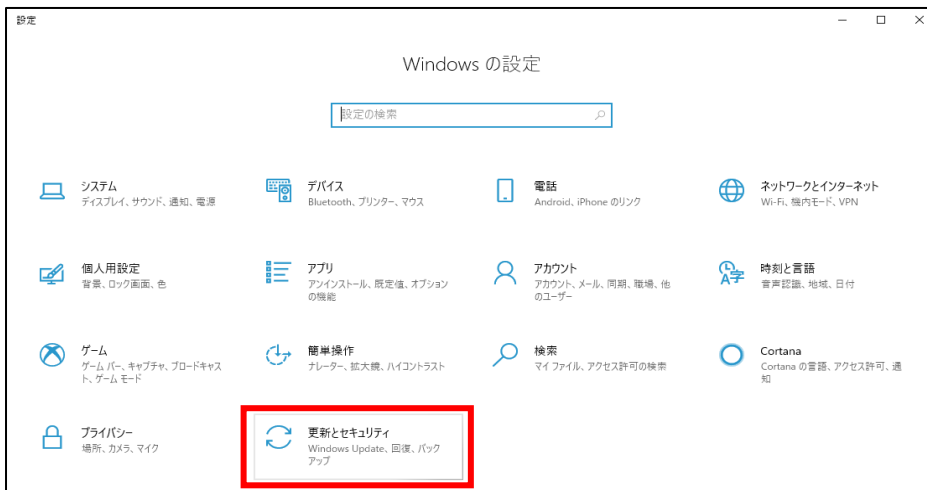 設定
Windows の設定
設定の検索
システム
ディスプレイ、サウンド、通知、電源
デバイス
Bluetooth、プリンター、マウス
電話
Android、iPhone のリンク
ネットワークとインターネット
Wi-Fi、機内モード、VPN
個人用設定
背景、ロック画面、色
アプリ
アンインストール、既定値、オプション
の機能
アカウント
アカウント、メール、同期、職場、他
のユーザー
時刻と言語
音声認識、地域、日付
ゲーム
ゲーム バー、キャプチャ、ブロードキャス
ト、ゲーム モード
簡単操作
ナレーター、拡大鏡、ハイコントラスト
検索
マイ ファイル、アクセス許可の検索
Cortana
Cortana の言語、アクセス許可、通
知
プライバシー
場所、カメラ、マイク
更新とセキュリティ
Windows Update、回復、バック
アップ